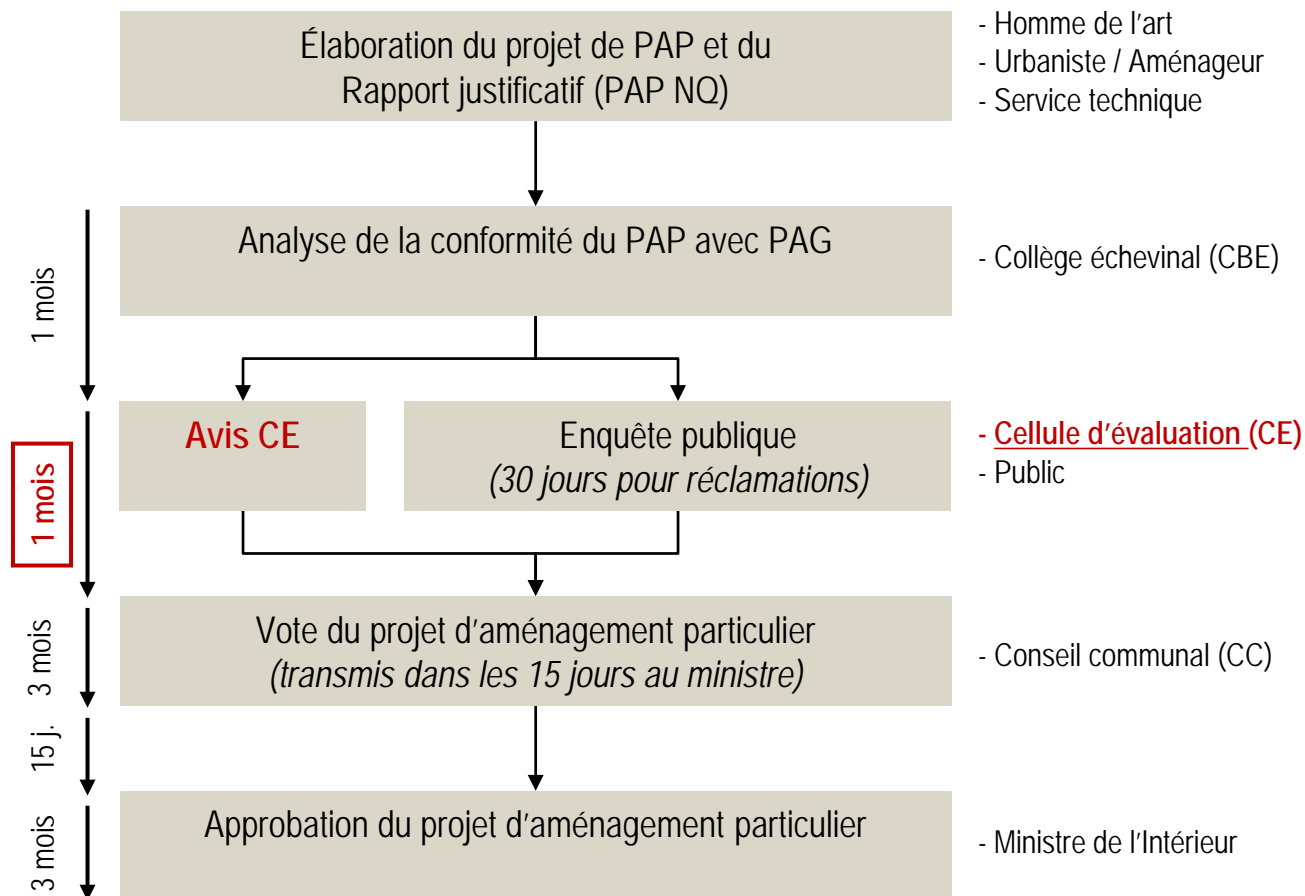 Élaboration du projet de PAP et du
Rapport justificatif (PAP NQ)
- Homme de l’art
- Urbaniste / Aménageur
- Service technique
1 mois
Analyse de la conformité du PAP avec PAG
- Collège échevinal (CBE)
1 mois
Avis CE
Enquête publique
(30 jours pour réclamations)
- Cellule d’évaluation (CE)
- Public
3 mois
Vote du projet d’aménagement particulier
(transmis dans les 15 jours au ministre)
- Conseil communal (CC)
15 j.
3 mois
Approbation du projet d’aménagement particulier
- Ministre de l’Intérieur